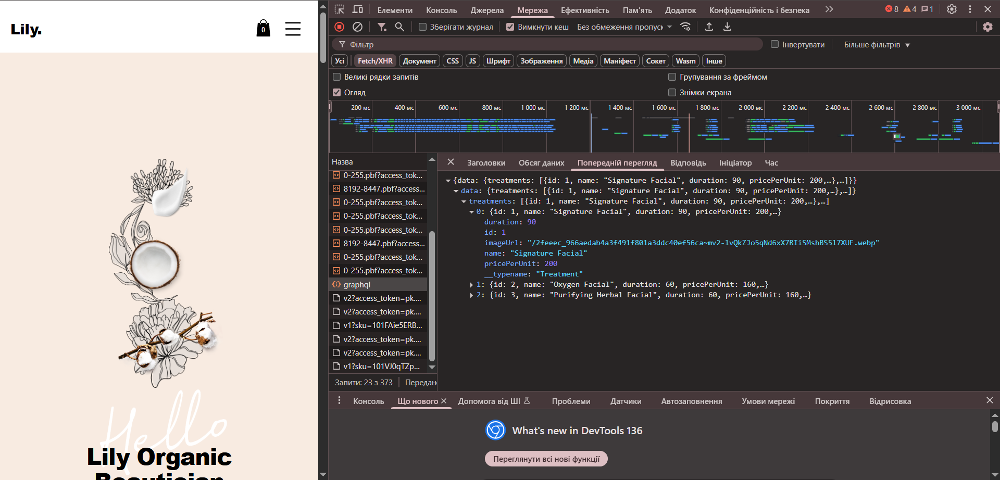 Lily.
0
Hello
Lily Organic
Beautician
Елементи Консоль Джерела Мережа Ефективність Пам'ять Додаток Конфіденційність і безпека 8 4 1
Зберігати журнал Вимкнути кеш Без обмеження пропуск
Фільтр Інвертувати Більше фільтрів
Усі Fetch/XHR Документ CSS JS Шрифт Зображення Медіа Маніфест Сокет Wasm Інше
Великі рядки запитів Групування за фреймом
Огляд Знімки екрана
200 мс 400 мс 600 мс 800 мс 1 000 мс 1 200 мс 1 400 мс 1 600 мс 1 800 мс 2 000 мс 2 200 мс 2 400 мс 2 600 мс 2 800 мс 3 000 мс
Назва
0-255.pbf?access_tok...
8192-8447.pbf?access...
0-255.pbf?access_tok...
0-255.pbf?access_tok...
0-255.pbf?access_tok...
8192-8447.pbf?access...
0-255.pbf?access_tok...
0-255.pbf?access_tok...
graphql
v2?access_token=pk....
v2?access_token=pk....
v1?sku=101FAie5ERB...
v2?access_token=pk....
v2?access_token=pk....
v1?sku=101VJ0qTZp...
Запити: 23 з 373 Передан
Заголовки Обсяг даних Попередній перегляд Відповідь Ініціатор Час
{data: {treatments: [{id: 1, name: "Signature Facial", duration: 90, pricePerUnit: 200,…},…]}}
data: {treatments: [{id: 1, name: "Signature Facial", duration: 90, pricePerUnit: 200,…},…]}
treatments: [{id: 1, name: "Signature Facial", duration: 90, pricePerUnit: 200,…},…]
0: {id: 1, name: "Signature Facial", duration: 90, pricePerUnit: 200,…}
duration: 90
id: 1
imageUrl: "/2feeec_966aedab4a3f491f801a3ddc40ef56ca~mv2-lvQkZJo5qNd6xX7RIiSMshBS5l7XUF.webp"
name: "Signature Facial"
pricePerUnit: 200
__typename: "Treatment"
1: {id: 2, name: "Oxygen Facial", duration: 60, pricePerUnit: 160,…}
2: {id: 3, name: "Purifying Herbal Facial", duration: 60, pricePerUnit: 160,…}
Консоль Що нового Допомога від ШІ Проблеми Датчики Автозаповнення Умови мережі Покриття Відрисовка
What's new in DevTools 136
Переглянути всі нові функції